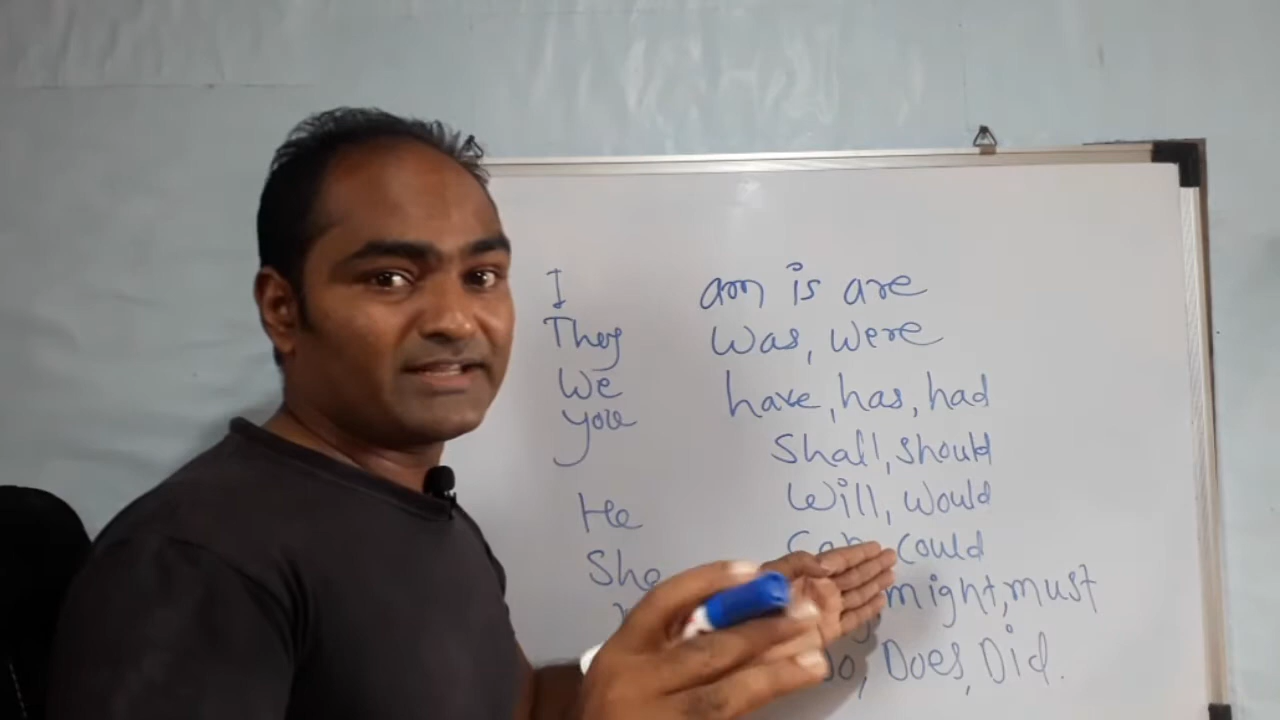 I am is are
They was, were
We have, has, had
you
shall, should
He will, would
She Can could
might, must
Do, Does, Did.